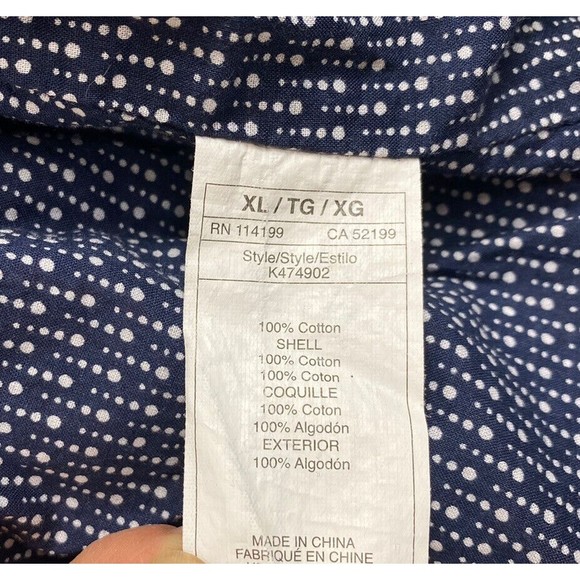 XL / TG / XG
RN 114199 CA 52199
Style/Style/Estilo
K474902
100% Cotton
SHELL
100% Cotton
100% Coton
COQUILLE
100% Coton
100% Algodón
EXTERIOR
100% Algodón
MADE IN CHINA
FABRIQUÉ EN CHINE